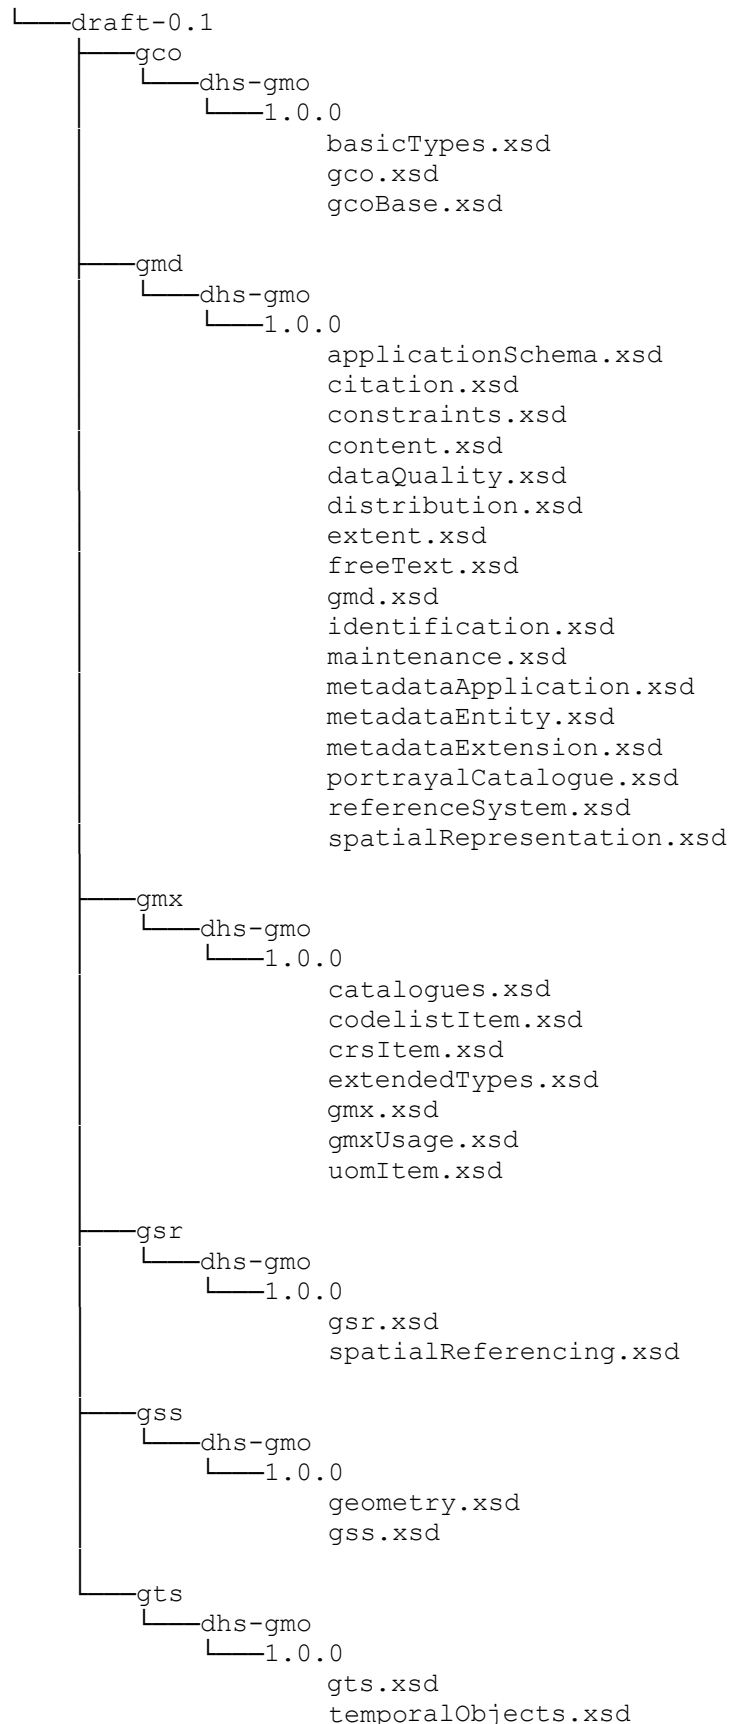 draft-0.1
gco
dhs-gmo
1.0.0
basicTypes.xsd
gco.xsd
gcoBase.xsd
gmd
dhs-gmo
1.0.0
applicationSchema.xsd
citation.xsd
constraints.xsd
content.xsd
dataQuality.xsd
distribution.xsd
extent.xsd
freeText.xsd
gmd.xsd
identification.xsd
maintenance.xsd
metadataApplication.xsd
metadataEntity.xsd
metadataExtension.xsd
portrayalCatalogue.xsd
referenceSystem.xsd
spatialRepresentation.xsd
gmx
dhs-gmo
1.0.0
catalogues.xsd
codelistItem.xsd
crsItem.xsd
extendedTypes.xsd
gmx.xsd
gmxUsage.xsd
uomItem.xsd
gsr
dhs-gmo
1.0.0
gsr.xsd
spatialReferencing.xsd
gss
dhs-gmo
1.0.0
geometry.xsd
gss.xsd
gts
dhs-gmo
1.0.0
gts.xsd
temporalObjects.xsd